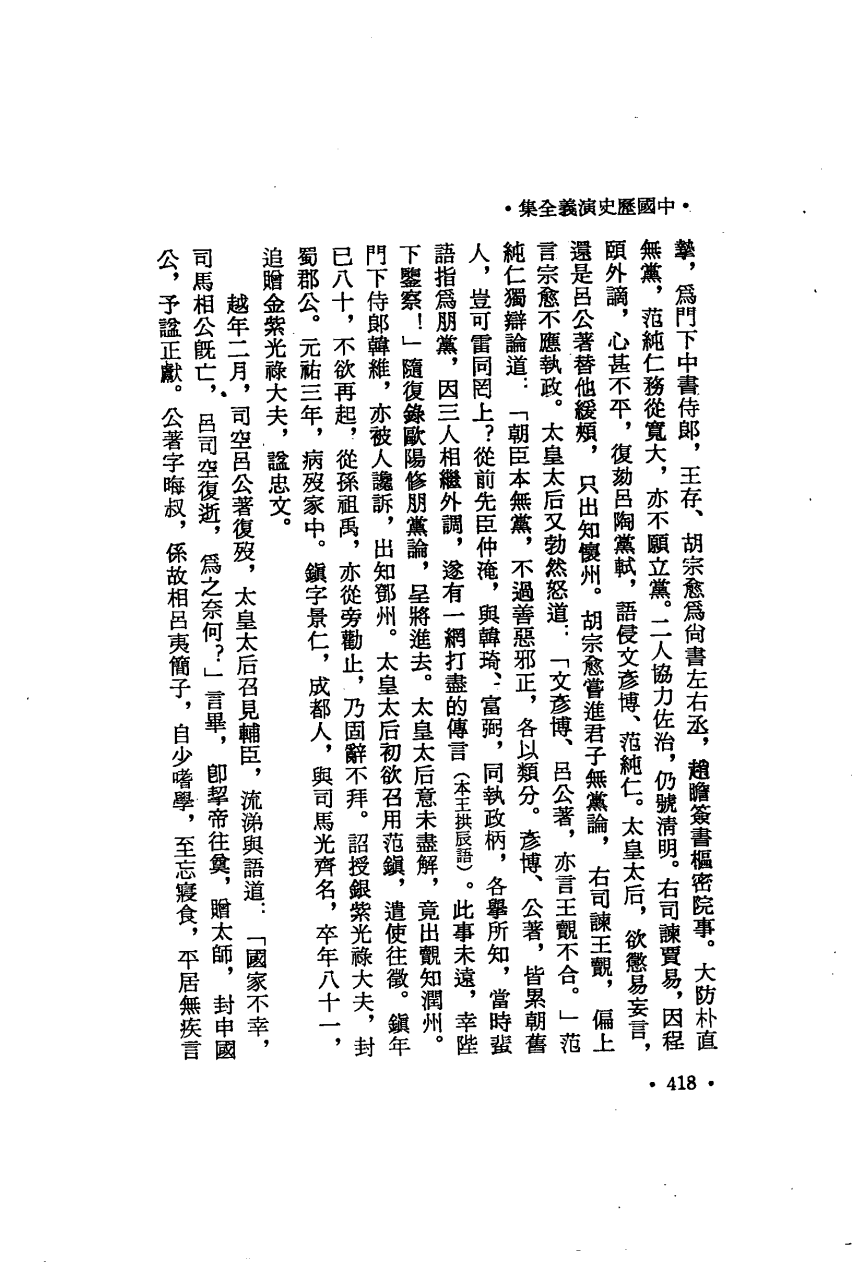 •中國歷史演義全集•
摯，爲門下中書侍郎，王存、胡宗愈爲尙書左右丞，趙瞻簽書樞密院事。大防朴直
無黨，范純仁務從寬大，亦不願立黨。二人協力佐治，仍號淸明。右司諫賈易，因程
頤外謫，心甚不平，復劾呂陶黨軾，語侵文彥博、范純仁。太皇太后，欲懲易妄言，
還是呂公著替他緩頰，只出知懷州。胡宗愈嘗進君子無黨論，右司諫王覿，偏上
言宗愈不應執政。太皇太后又勃然怒道：「文彥博、呂公著，亦言王覿不合。」范
純仁獨辯論道：「朝臣本無黨，不過善惡邪正，各以類分。彥博、公著，皆累朝舊
人，豈可雷同罔上？從前先臣仲淹，與韓琦、富弼，同執政柄，各舉所知，當時蜚
語指爲朋黨，因三人相繼外調，遂有一網打盡的傳言（本王拱辰語）。此事未遠，幸陛
下鑒察！」隨復錄歐陽修朋黨論，呈將進去。太皇太后意未盡解，竟出覿知潤州。
門下侍郎韓維，亦被人讒訴，出知鄧州。太皇太后初欲召用范鎭，遣使往徵。鎭年
已八十，不欲再起，從孫祖禹，亦從旁勸止，乃固辭不拜。詔授銀紫光祿大夫，封
蜀郡公。元祐三年，病歿家中。鎭字景仁，成都人，與司馬光齊名，卒年八十一，
追贈金紫光祿大夫，諡忠文。
越年二月，司空呂公著復歿，太皇太后召見輔臣，流涕與語道：「國家不幸，
司馬相公旣亡，呂司空復逝，爲之奈何？」言畢，卽挈帝往奠，贈太師，封申國
公，予諡正獻。公著字晦叔，係故相呂夷簡子，自少嗜學，至忘寢食，平居無疾言
•418•